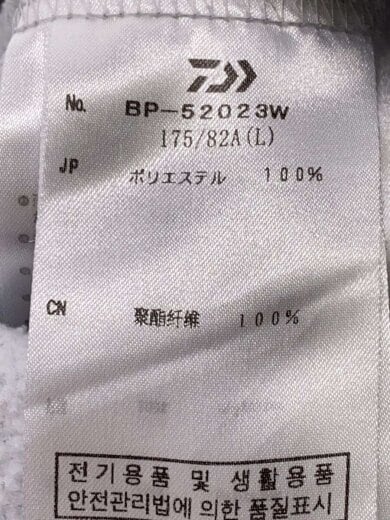 No. BP-52023W
175/82A(L)
JP ポリエステル 100%
CN 聚酯纤维 100%
전기용품 및 생활용품
안전관리법에 의한 품질표시